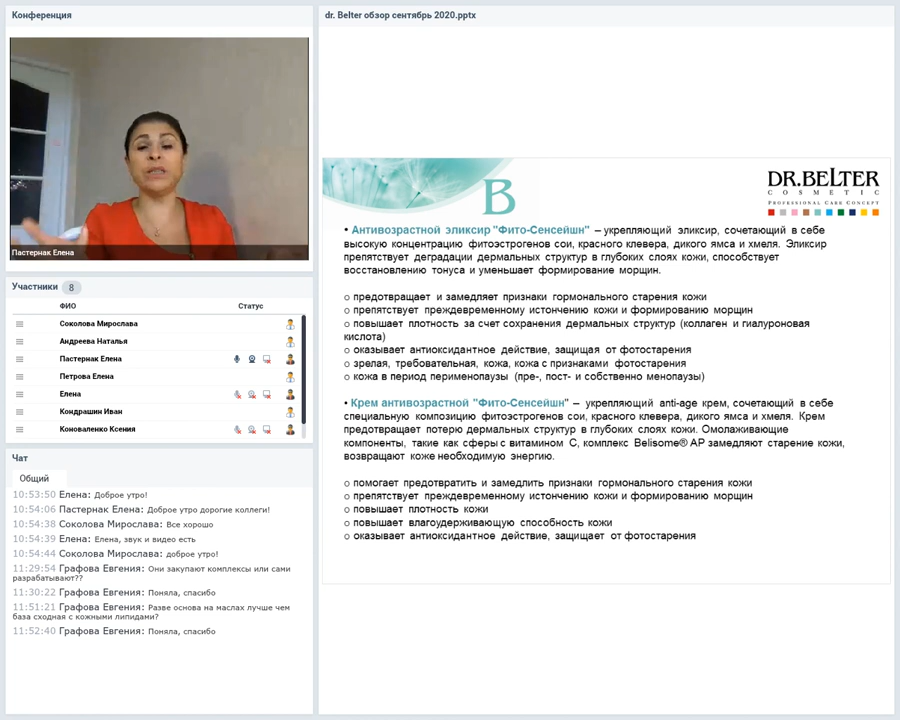 Конференция
Пастернак Елена
Участники 8
ФИО Статус
Соколова Мирослава
Андреева Наталья
Пастернак Елена
Петрова Елена
Елена
Кондрашин Иван
Коноваленко Ксения
Чат
Общий
10:53:50 Елена: Доброе утро!
10:54:06 Пастернак Елена: Доброе утро дорогие коллеги!
10:54:38 Соколова Мирослава: Все хорошо
10:54:39 Елена: Елена, звук и видео есть
10:54:44 Соколова Мирослава: доброе утро!
11:29:54 Графова Евгения: Они закупают комплексы или сами
разрабатывают??
11:30:22 Графова Евгения: Поняла, спасибо
11:51:21 Графова Евгения: Разве основа на маслах лучше чем
база сходная с кожными липидами?
11:52:40 Графова Евгения: Поняла, спасибо
dr. Belter обзор сентябрь 2020.pptx
B
DR.BELTER
COSMETIC
PROFESSIONAL CARE CONCEPT
• Антивозрастной эликсир "Фито-Сенсейшн" – укрепляющий эликсир, сочетающий в себе
высокую концентрацию фитоэстрогенов сои, красного клевера, дикого ямса и хмеля. Эликсир
препятствует деградации дермальных структур в глубоких слоях кожи, способствует
восстановлению тонуса и уменьшает формирование морщин.
o предотвращает и замедляет признаки гормонального старения кожи
o препятствует преждевременному истончению кожи и формированию морщин
o повышает плотность за счет сохранения дермальных структур (коллаген и гиалуроновая
кислота)
o оказывает антиоксидантное действие, защищая от фотостарения
o зрелая, требовательная, кожа, кожа с признаками фотостарения
o кожа в период перименопаузы (пре-, пост- и собственно менопаузы)
• Крем антивозрастной "Фито-Сенсейшн" – укрепляющий anti-age крем, сочетающий в себе
специальную композицию фитоэстрогенов сои, красного клевера, дикого ямса и хмеля. Крем
предотвращает потерю дермальных структур в глубоких слоях кожи. Омолаживающие
компоненты, такие как сферы с витамином С, комплекс Belisome® AP замедляют старение кожи,
возвращают коже необходимую энергию.
o помогает предотвратить и замедлить признаки гормонального старения кожи
o препятствует преждевременному истончению кожи и формированию морщин
o повышает плотность кожи
o повышает влагоудерживающую способность кожи
o оказывает антиоксидантное действие, защищает от фотостарения